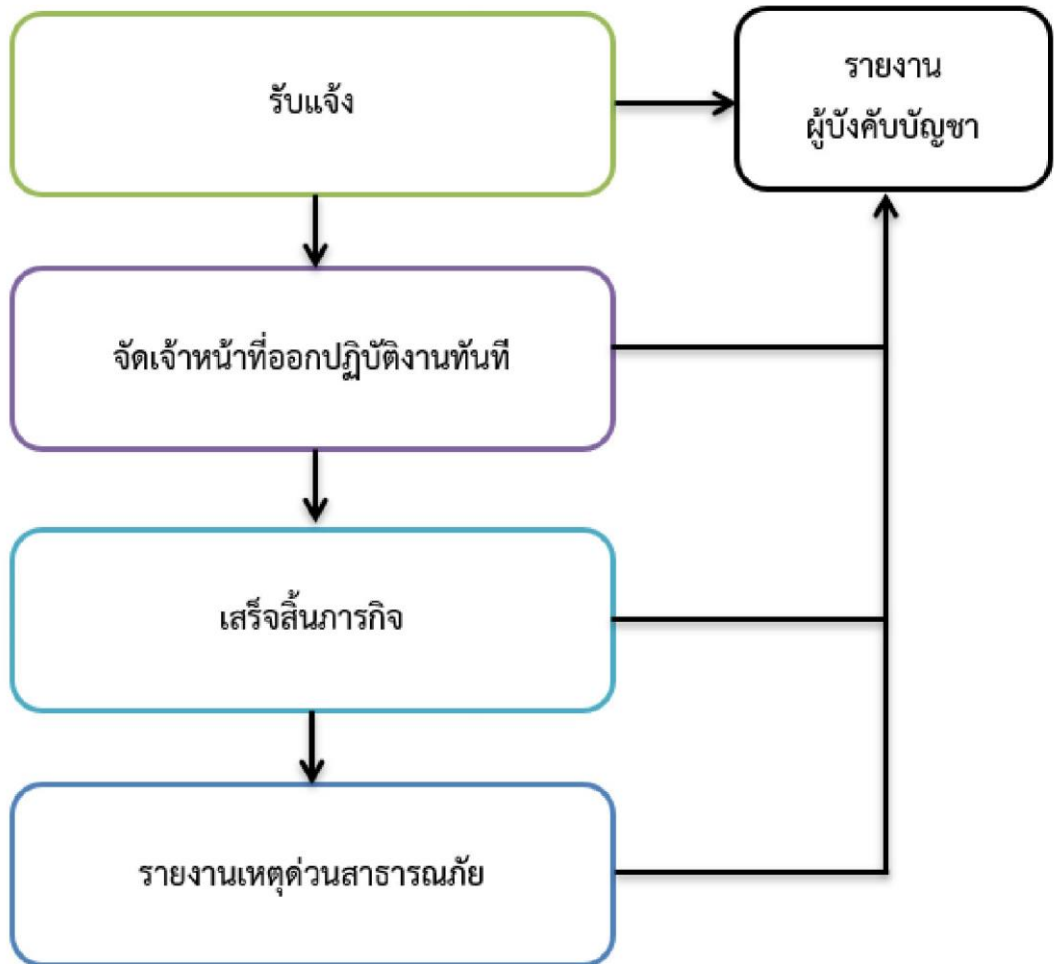 รับแจ้ง
รายงาน
ผู้บังคับบัญชา
จัดเจ้าหน้าที่ออกปฏิบัติงานทันที
เสร็จสิ้นภารกิจ
รายงานเหตุด่วนสาธารณภัย